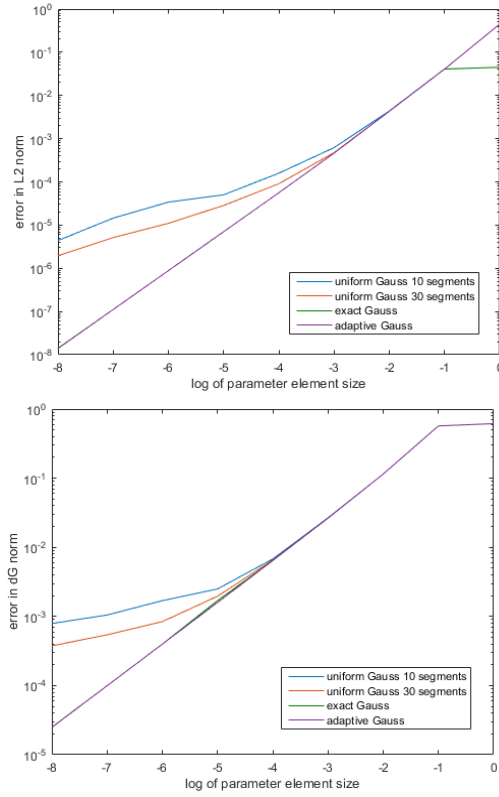 10^0
10^-1
10^-2
10^-3
10^-4
10^-5
10^-6
10^-7
10^-8
error in L2 norm
uniform Gauss 10 segments
uniform Gauss 30 segments
exact Gauss
adaptive Gauss
-8 -7 -6 -5 -4 -3 -2 -1 0
log of parameter element size
10^0
10^-1
10^-2
10^-3
10^-4
10^-5
error in dG norm
uniform Gauss 10 segments
uniform Gauss 30 segments
exact Gauss
adaptive Gauss
-8 -7 -6 -5 -4 -3 -2 -1 0
log of parameter element size